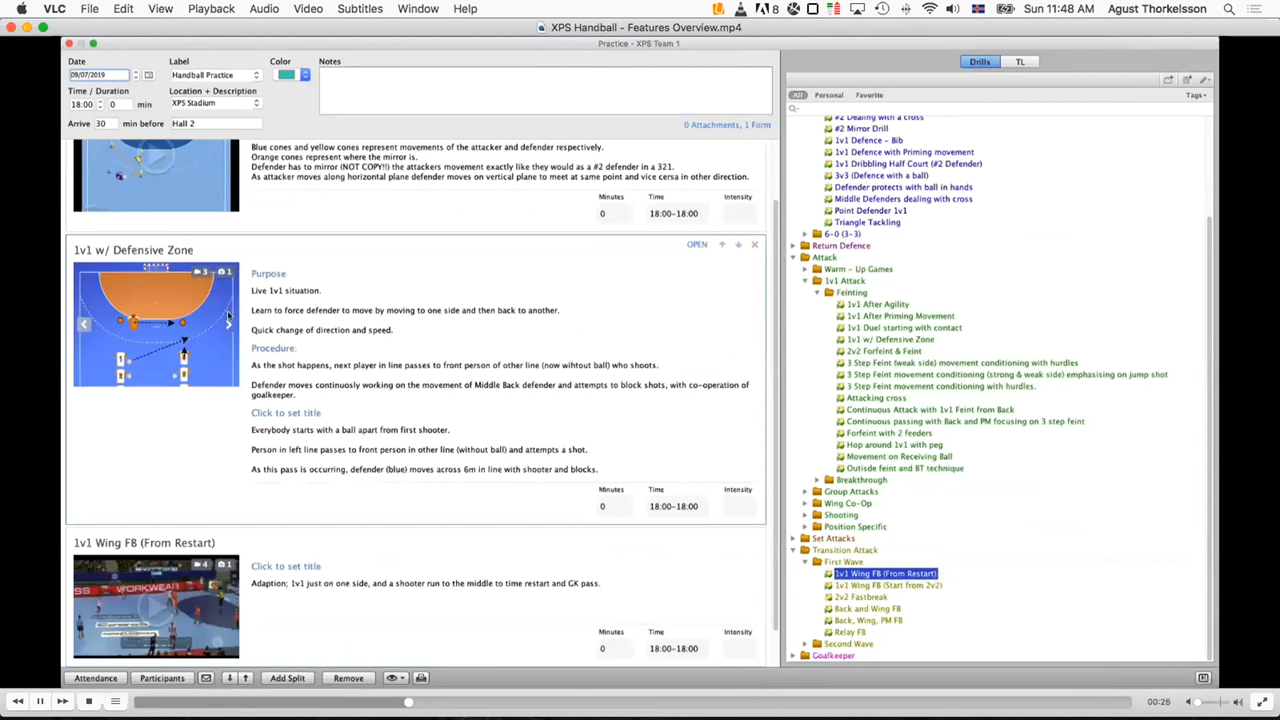 VLC File Edit View Playback Audio Video Subtitles Window Help
8 Sun 11:48 AM Agust Thorkelsson
XPS Handball - Features Overview.mp4
Practice - XPS Team 1
Date
09/07/2019
Label
Handball Practice
Color
Notes
Time / Duration
18:00 0 min
Location + Description
XPS Stadium
Arrive 30 min before
Hall 2
0 Attachments, 1 Form
Blue cones and yellow cones represent movements of the attacker and defender respectively.
Orange cones represent where the mirror is.
Defender has to mirror (NOT COPY!!) the attackers movement exactly like they would as a #2 defender in a 321.
As attacker moves along horizontal plane defender moves on vertical plane to meet at same point and vice cersa in other direction.
Minutes Time Intensity
0 18:00-18:00
1v1 w/ Defensive Zone
OPEN
3 1
Purpose
Live 1v1 situation.
Learn to force defender to move by moving to one side and then back to another.
Quick change of direction and speed.
Procedure:
As the shot happens, next player in line passes to front person of other line (now wihtout ball) who shoots.
Defender moves continuosly working on the movement of Middle Back defender and attempts to block shots, with co-operation of
goalkeeper.
Click to set title
Everybody starts with a ball apart from first shooter.
Person in left line passes to front person in other line (without ball) and attempts a shot.
As this pass is occurring, defender (blue) moves across 6m in line with shooter and blocks.
Minutes Time Intensity
0 18:00-18:00
1v1 Wing FB (From Restart)
4 1
WORKWEAR
Click to set title
Adaption; 1v1 just on one side, and a shooter run to the middle to time restart and GK pass.
Minutes Time Intensity
0 18:00-18:00
Attendance Participants Add Split Remove
Drills TL
All Personal Favorite Tags
#2 Dealing with a cross
#2 Mirror Drill
1v1 Defence - Bib
1v1 Defence with Priming movement
1v1 Dribbling Half Court (#2 Defender)
3v3 (Defence with a ball)
Defender protects with ball in hands
Middle Defenders dealing with cross
Point Defender 1v1
Triangle Tackling
6-0 (3-3)
Return Defence
Attack
Warm - Up Games
1v1 Attack
Feinting
1v1 After Agility
1v1 After Priming Movement
1v1 Duel starting with contact
1v1 w/ Defensive Zone
2v2 Forfeint & Feint
3 Step Feint (weak side) movement conditioning with hurdles
3 Step Feint movement conditioning (strong & weak side) emphasising on jump shot
3 Step Feint movement conditioning with hurdles.
Attacking cross
Continuous Attack with 1v1 Feint from Back
Continuous passing with Back and PM focusing on 3 step feint
Forfeint with 2 feeders
Hop around 1v1 with peg
Movement on Receiving Ball
Outisde feint and BT technique
Breakthrough
Group Attacks
Wing Co-Op
Shooting
Position Specific
Set Attacks
Transition Attack
First Wave
1v1 Wing FB (From Restart)
1v1 Wing FB (Start from 2v2)
2v2 Fastbreak
Back and Wing FB
Back, Wing, PM FB
Relay FB
Second Wave
Goalkeeper
00:26